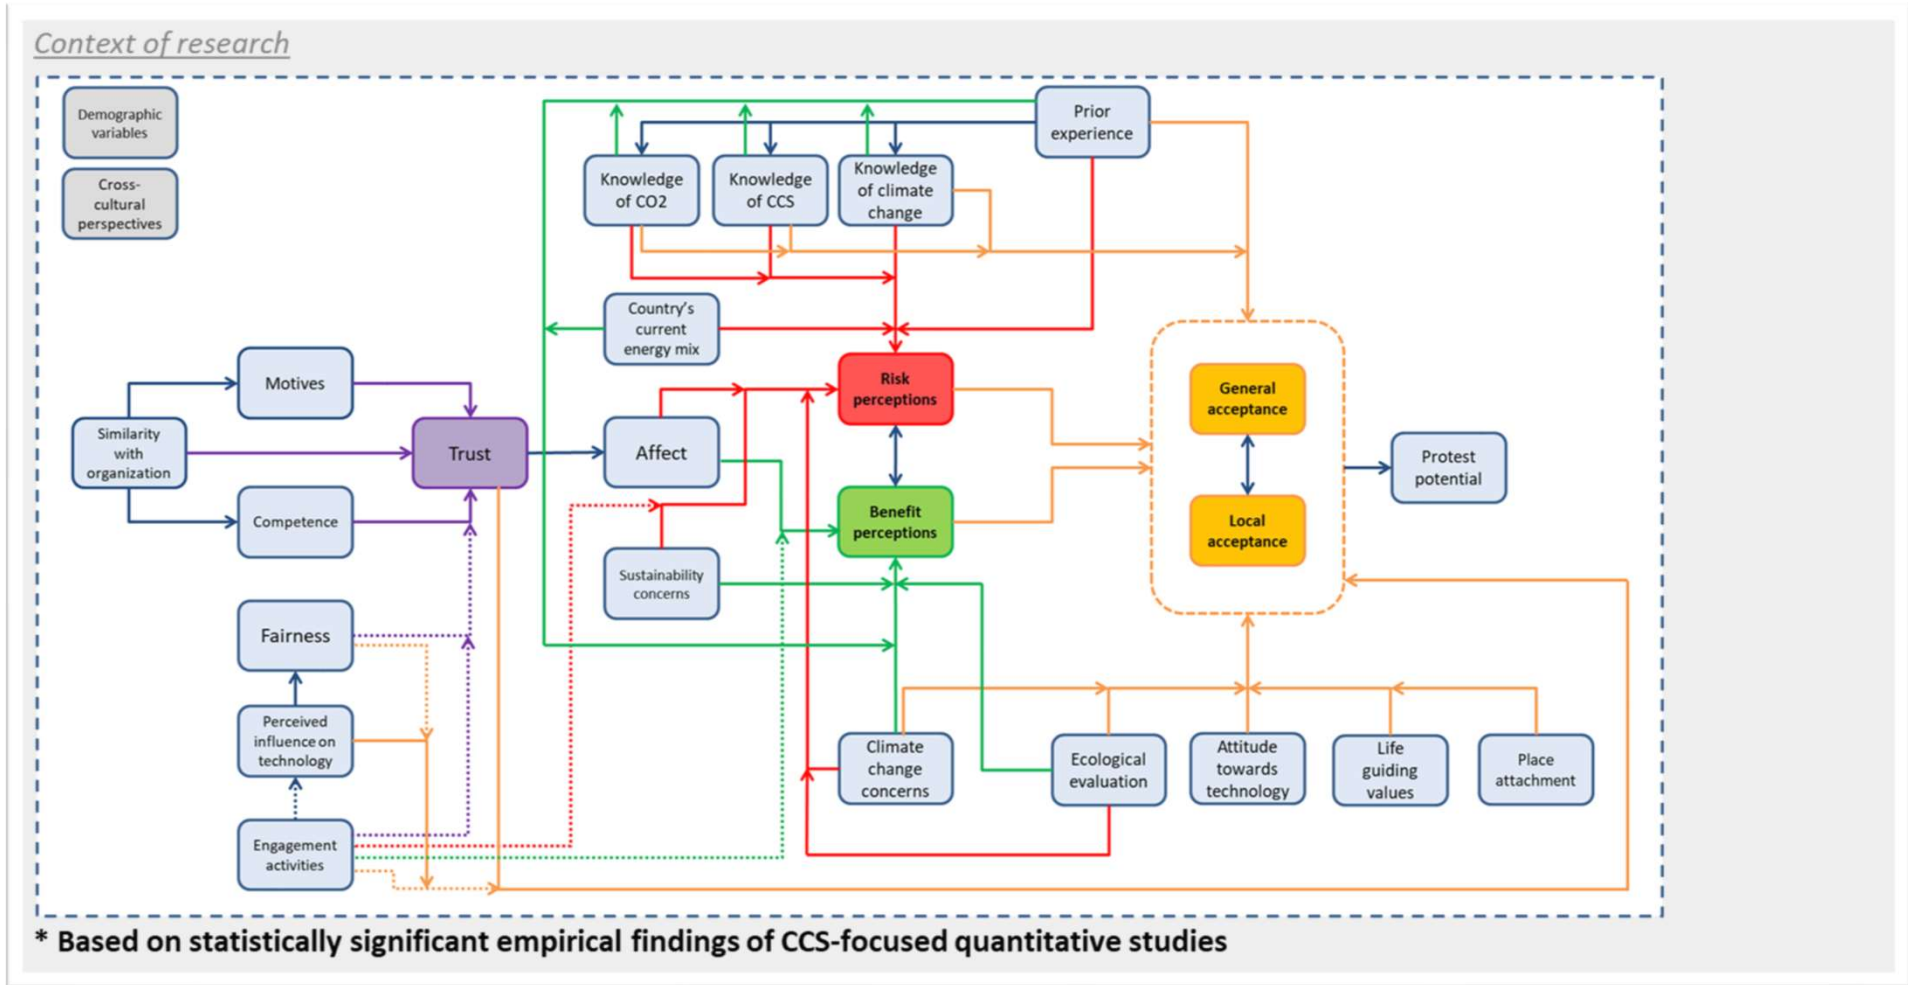 Context of research
Demographic
variables
Cross-
cultural
perspectives
Prior
experience
Knowledge
of CO2
Knowledge
of CCS
Knowledge
of climate
change
Country's
current
energy mix
Motives
Similarity
with
organization
Trust
Competence
Affect
Risk
perceptions
Benefit
perceptions
Sustainability
concerns
General
acceptance
Local
acceptance
Protest
potential
Fairness
Perceived
influence on
technology
Engagement
activities
Climate
change
concerns
Ecological
evaluation
Attitude
towards
technology
Life
guiding
values
Place
attachment
* Based on statistically significant empirical findings of CCS-focused quantitative studies